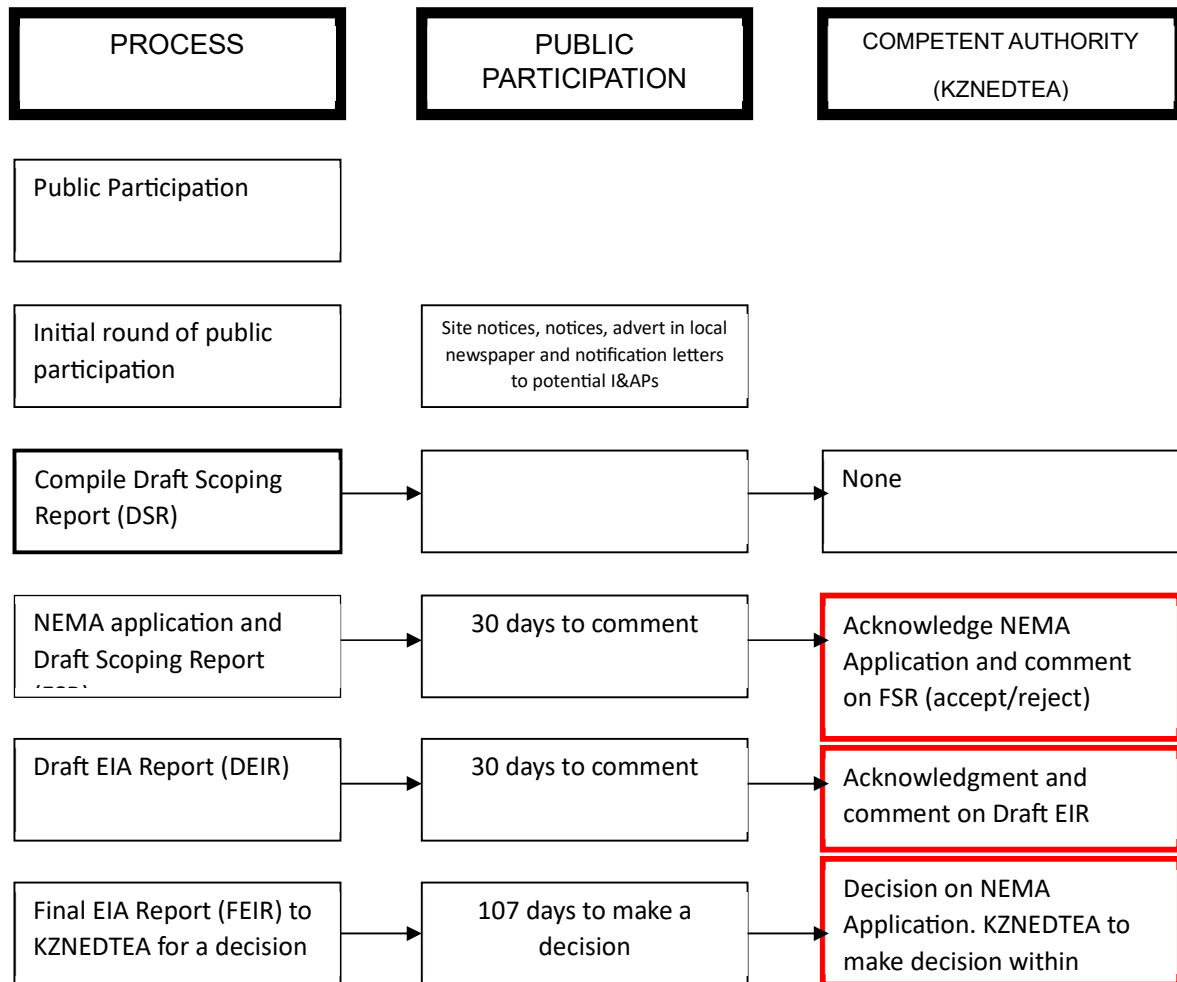 PROCESS
PUBLIC
PARTICIPATION
COMPETENT AUTHORITY
(KZNEDTEA)
Public Participation
Initial round of public
participation
Site notices, notices, advert in local
newspaper and notification letters
to potential I&APs
Compile Draft Scoping
Report (DSR)
None
NEMA application and
Draft Scoping Report
30 days to comment
Acknowledge NEMA
Application and comment
on FSR (accept/reject)
Draft EIA Report (DEIR)
30 days to comment
Acknowledgment and
comment on Draft EIR
Final EIA Report (FEIR) to
KZNEDTEA for a decision
107 days to make a
decision
Decision on NEMA
Application. KZNEDTEA to
make decision within